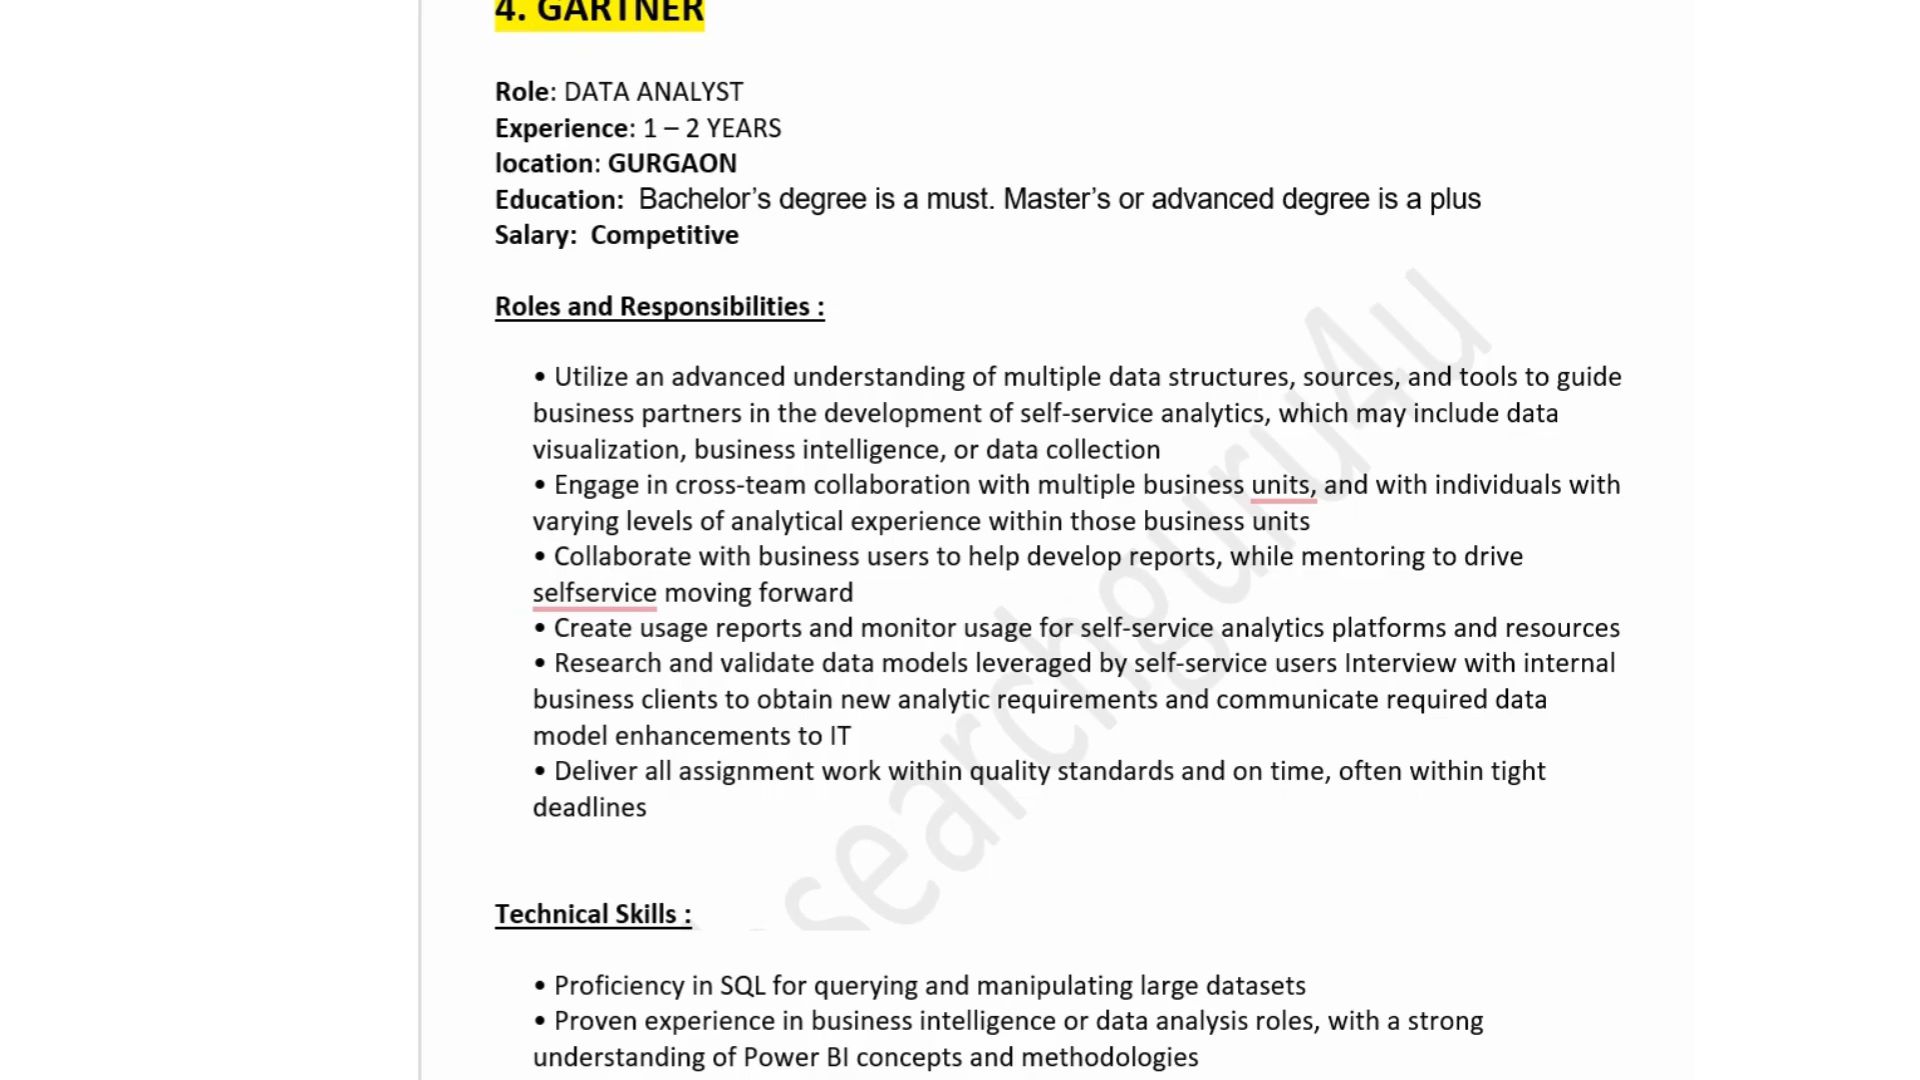 4. GARTNER
Role: DATA ANALYST
Experience: 1 – 2 YEARS
location: GURGAON
Education: Bachelor’s degree is a must. Master’s or advanced degree is a plus
Salary: Competitive
Roles and Responsibilities :
• Utilize an advanced understanding of multiple data structures, sources, and tools to guide
business partners in the development of self-service analytics, which may include data
visualization, business intelligence, or data collection
• Engage in cross-team collaboration with multiple business units, and with individuals with
varying levels of analytical experience within those business units
• Collaborate with business users to help develop reports, while mentoring to drive
selfservice moving forward
• Create usage reports and monitor usage for self-service analytics platforms and resources
• Research and validate data models leveraged by self-service users Interview with internal
business clients to obtain new analytic requirements and communicate required data
model enhancements to IT
• Deliver all assignment work within quality standards and on time, often within tight
deadlines
searchguru4u
Technical Skills :
• Proficiency in SQL for querying and manipulating large datasets
• Proven experience in business intelligence or data analysis roles, with a strong
understanding of Power BI concepts and methodologies